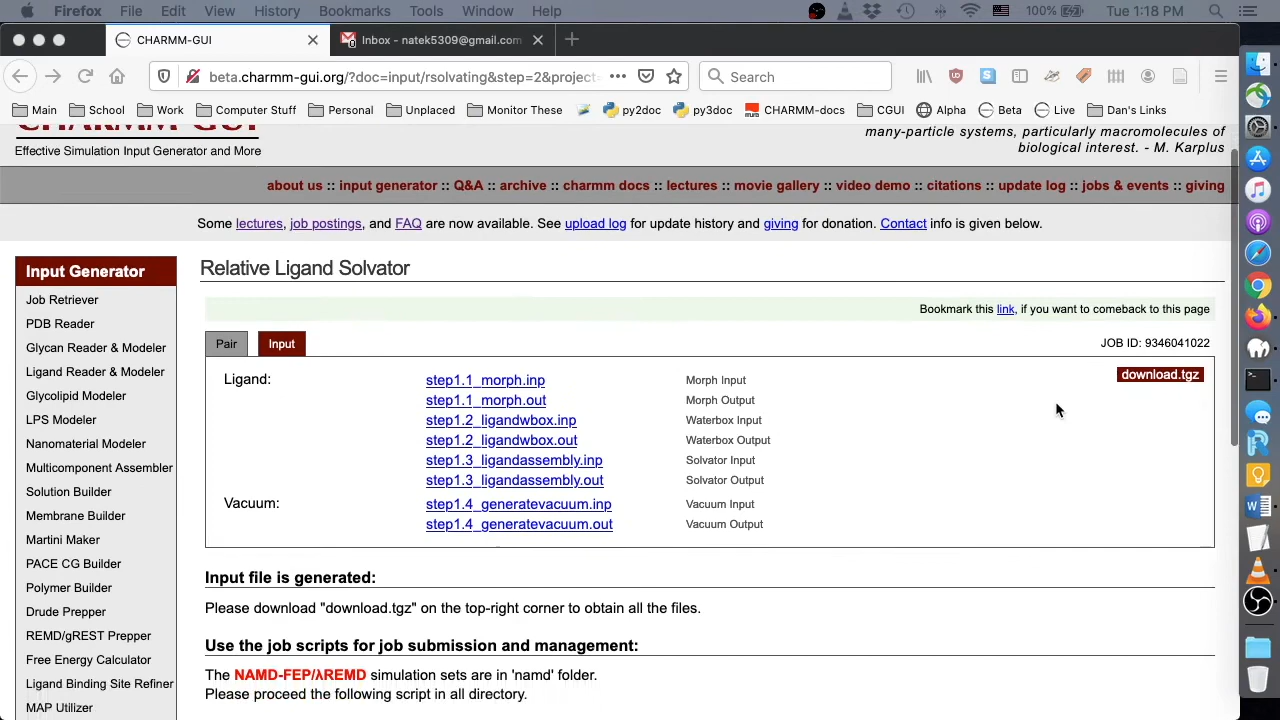 Firefox File Edit View History Bookmarks Tools Window Help 100% Tue 1:18 PM
CHARMM-GUI Inbox - natek5309@gmail.com
beta.charmm-gui.org/?doc=input/rsolvating&step=2&project= Search
Main School Work Computer Stuff Personal Unplaced Monitor These py2doc py3doc CHARMM-docs CGUI Alpha Beta Live Dan's Links
CHARMM-GUI
Effective Simulation Input Generator and More
many-particle systems, particularly macromolecules of
biological interest. - M. Karplus
about us :: input generator :: Q&A :: archive :: charmm docs :: lectures :: movie gallery :: video demo :: citations :: update log :: jobs & events :: giving
Some lectures, job postings, and FAQ are now available. See upload log for update history and giving for donation. Contact info is given below.
Input Generator
Job Retriever
PDB Reader
Glycan Reader & Modeler
Ligand Reader & Modeler
Glycolipid Modeler
LPS Modeler
Nanomaterial Modeler
Multicomponent Assembler
Solution Builder
Membrane Builder
Martini Maker
PACE CG Builder
Polymer Builder
Drude Prepper
REMD/gREST Prepper
Free Energy Calculator
Ligand Binding Site Refiner
MAP Utilizer
Relative Ligand Solvator
Bookmark this link, if you want to comeback to this page
Pair Input JOB ID: 9346041022
download.tgz
Ligand: step1.1_morph.inp Morph Input
step1.1_morph.out Morph Output
step1.2_ligandwbox.inp Waterbox Input
step1.2_ligandwbox.out Waterbox Output
step1.3_ligandassembly.inp Solvator Input
step1.3_ligandassembly.out Solvator Output
Vacuum: step1.4_generatevacuum.inp Vacuum Input
step1.4_generatevacuum.out Vacuum Output
Input file is generated:
Please download "download.tgz" on the top-right corner to obtain all the files.
Use the job scripts for job submission and management:
The NAMD-FEP/λREMD simulation sets are in 'namd' folder.
Please proceed the following script in all directory.